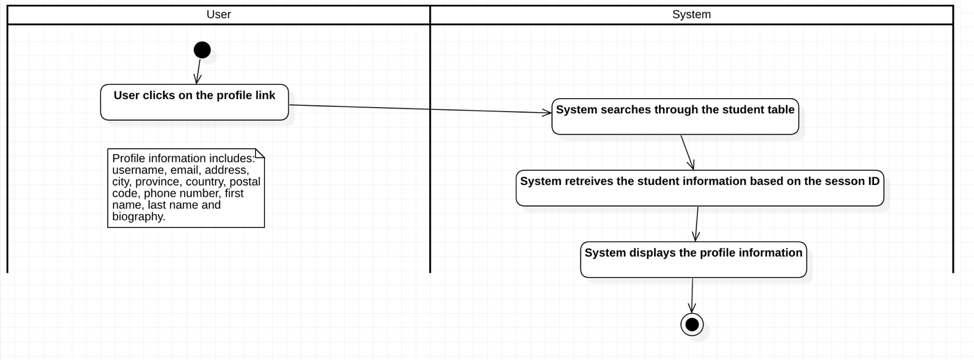 User
System
User clicks on the profile link
System searches through the student table
Profile information includes:
username, email, address,
city, province, country, postal
code, phone number, first
name, last name and
biography.
System retreives the student information based on the sesson ID
System displays the profile information